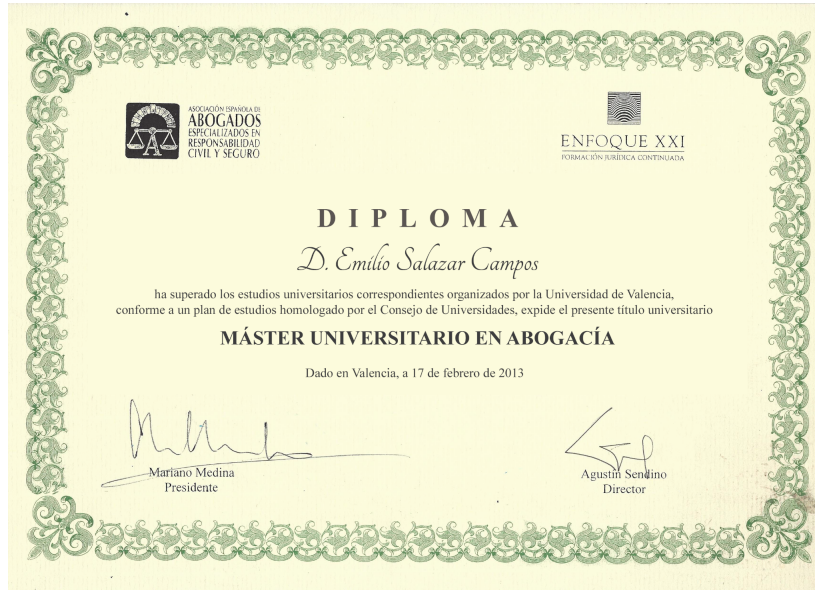 ASOCIACIÓN ESPAÑOLA DE
ABOGADOS
ESPECIALIZADOS EN
RESPONSABILIDAD
CIVIL Y SEGURO
ENFOQUE XXI
FORMACIÓN JURÍDICA CONTINUADA
DIPLOMA
D. Emilio Salazar Campos
ha superado los estudios universitarios correspondientes organizados por la Universidad de Valencia,
conforme a un plan de estudios homologado por el Consejo de Universidades, expide el presente título universitario
MÁSTER UNIVERSITARIO EN ABOGACÍA
Dado en Valencia, a 17 de febrero de 2013
Mariano Medina
Presidente
Agustín Sendino
Director